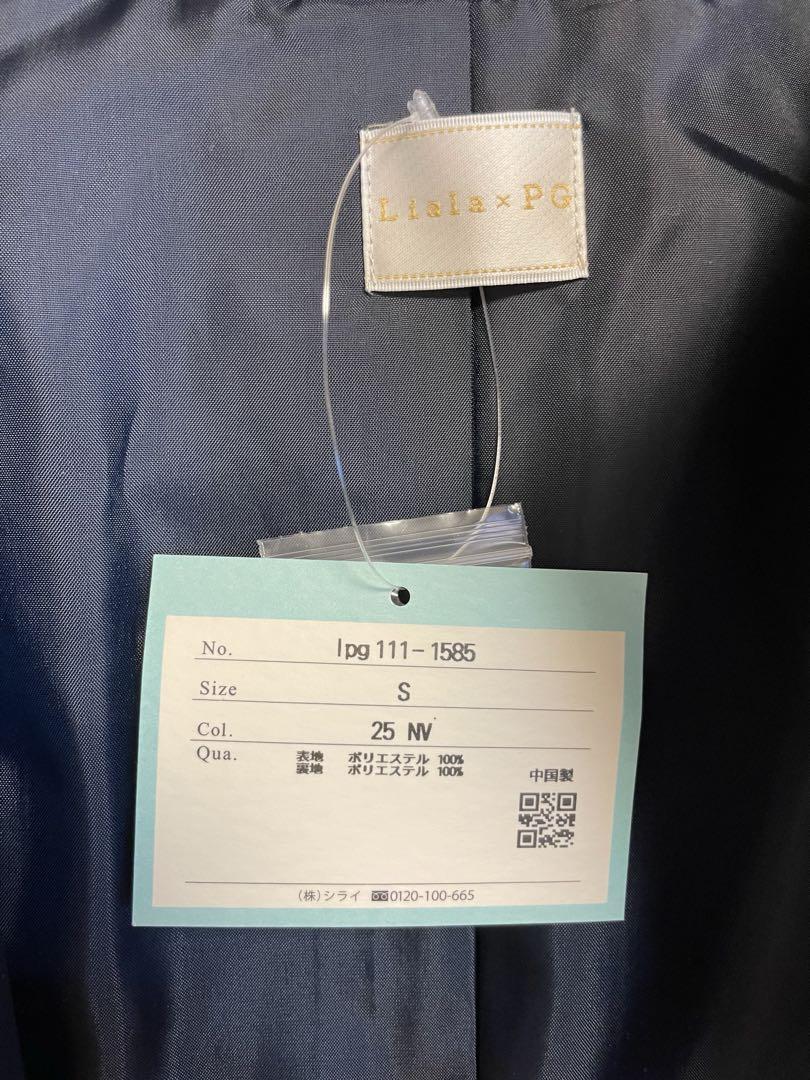 Liala×PG
No. lpg111-1585
Size S
Col. 25 NV
Qua. 表地 ポリエステル 100%
裏地 ポリエステル 100%
中国製
(株)シライ 0120-100-665